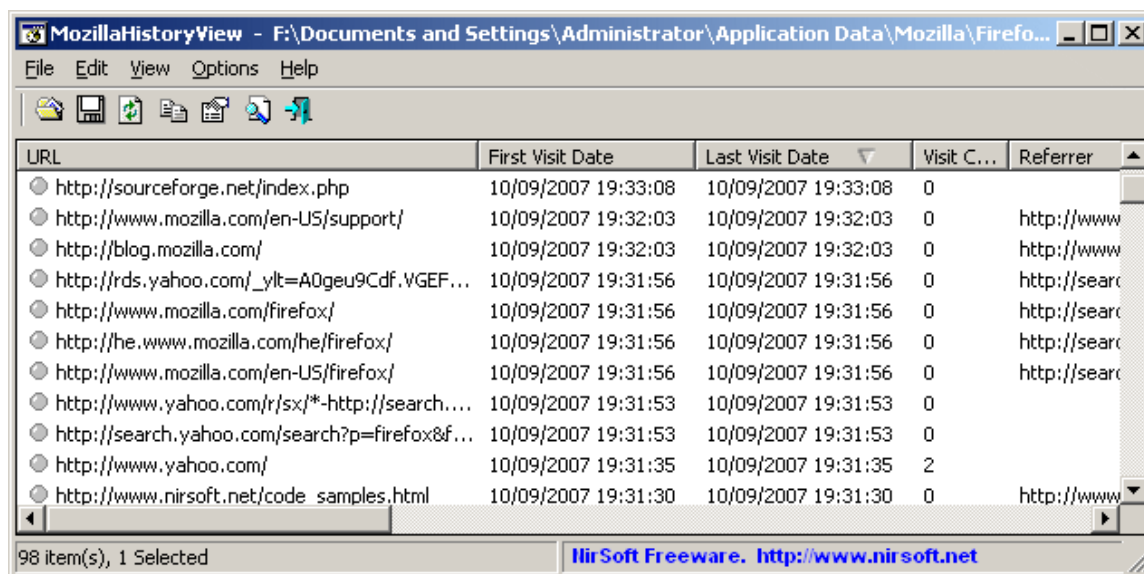 MozillaHistoryView - F:\Documents and Settings\Administrator\Application Data\Mozilla\Firefo...
File Edit View Options Help
URL First Visit Date Last Visit Date Visit C... Referrer
http://sourceforge.net/index.php 10/09/2007 19:33:08 10/09/2007 19:33:08 0
http://www.mozilla.com/en-US/support/ 10/09/2007 19:32:03 10/09/2007 19:32:03 0 http://www
http://blog.mozilla.com/ 10/09/2007 19:32:03 10/09/2007 19:32:03 0 http://www
http://rds.yahoo.com/_ylt=A0geu9Cdf.VGEF... 10/09/2007 19:31:56 10/09/2007 19:31:56 0 http://searc
http://www.mozilla.com/firefox/ 10/09/2007 19:31:56 10/09/2007 19:31:56 0 http://searc
http://he.www.mozilla.com/he/firefox/ 10/09/2007 19:31:56 10/09/2007 19:31:56 0 http://searc
http://www.mozilla.com/en-US/firefox/ 10/09/2007 19:31:56 10/09/2007 19:31:56 0 http://searc
http://www.yahoo.com/r/sx/*-http://search.... 10/09/2007 19:31:53 10/09/2007 19:31:53 0
http://search.yahoo.com/search?p=firefox&f... 10/09/2007 19:31:53 10/09/2007 19:31:53 0
http://www.yahoo.com/ 10/09/2007 19:31:35 10/09/2007 19:31:35 2
http://www.nirsoft.net/code_samples.html 10/09/2007 19:31:30 10/09/2007 19:31:30 0 http://www
98 item(s), 1 Selected NirSoft Freeware. http://www.nirsoft.net